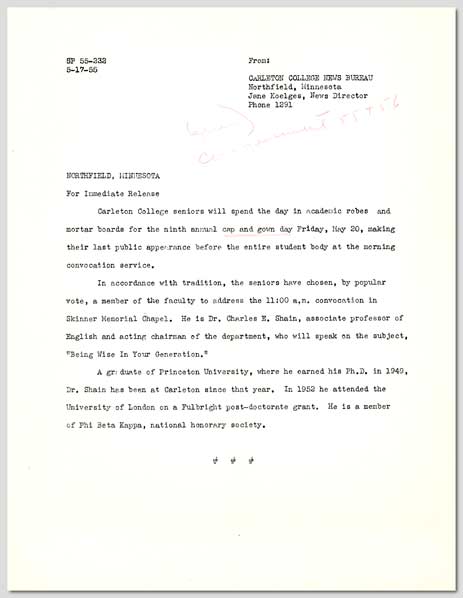 SP 55-232
5-17-55
From:
CARLETON COLLEGE NEWS BUREAU
Northfield, Minnesota
Jane Koelges, News Director
Phone 1291
Commencement 55 + 56
NORTHFIELD, MINNESOTA
For Immediate Release
Carleton College seniors will spend the day in academic robes and
mortar boards for the ninth annual cap and gown day Friday, May 20, making
their last public appearance before the entire student body at the morning
convocation service.
In accordance with tradition, the seniors have chosen, by popular
vote, a member of the faculty to address the 11:00 a.m. convocation in
Skinner Memorial Chapel. He is Dr. Charles E. Shain, associate professor of
English and acting chairman of the department, who will speak on the subject,
"Being Wise In Your Generation."
A graduate of Princeton University, where he earned his Ph.D. in 1949,
Dr. Shain has been at Carleton since that year. In 1952 he attended the
University of London on a Fulbright post-doctorate grant. He is a member
of Phi Beta Kappa, national honorary society.
# # #